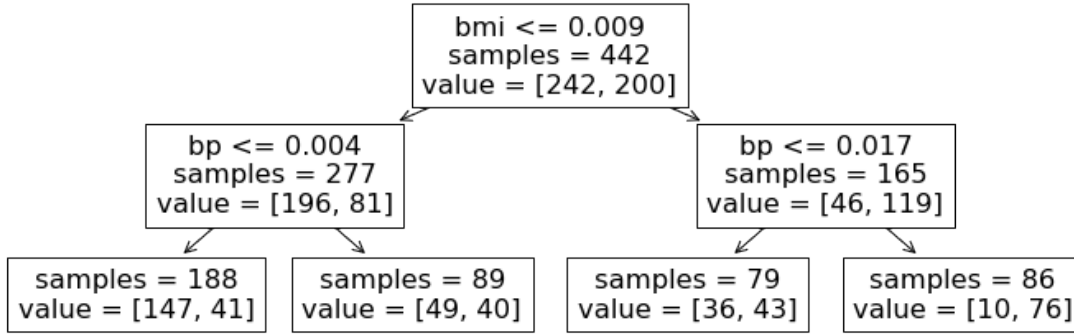 bmi <= 0.009
samples = 442
value = [242, 200]
bp <= 0.004
samples = 277
value = [196, 81]
bp <= 0.017
samples = 165
value = [46, 119]
samples = 188
value = [147, 41]
samples = 89
value = [49, 40]
samples = 79
value = [36, 43]
samples = 86
value = [10, 76]